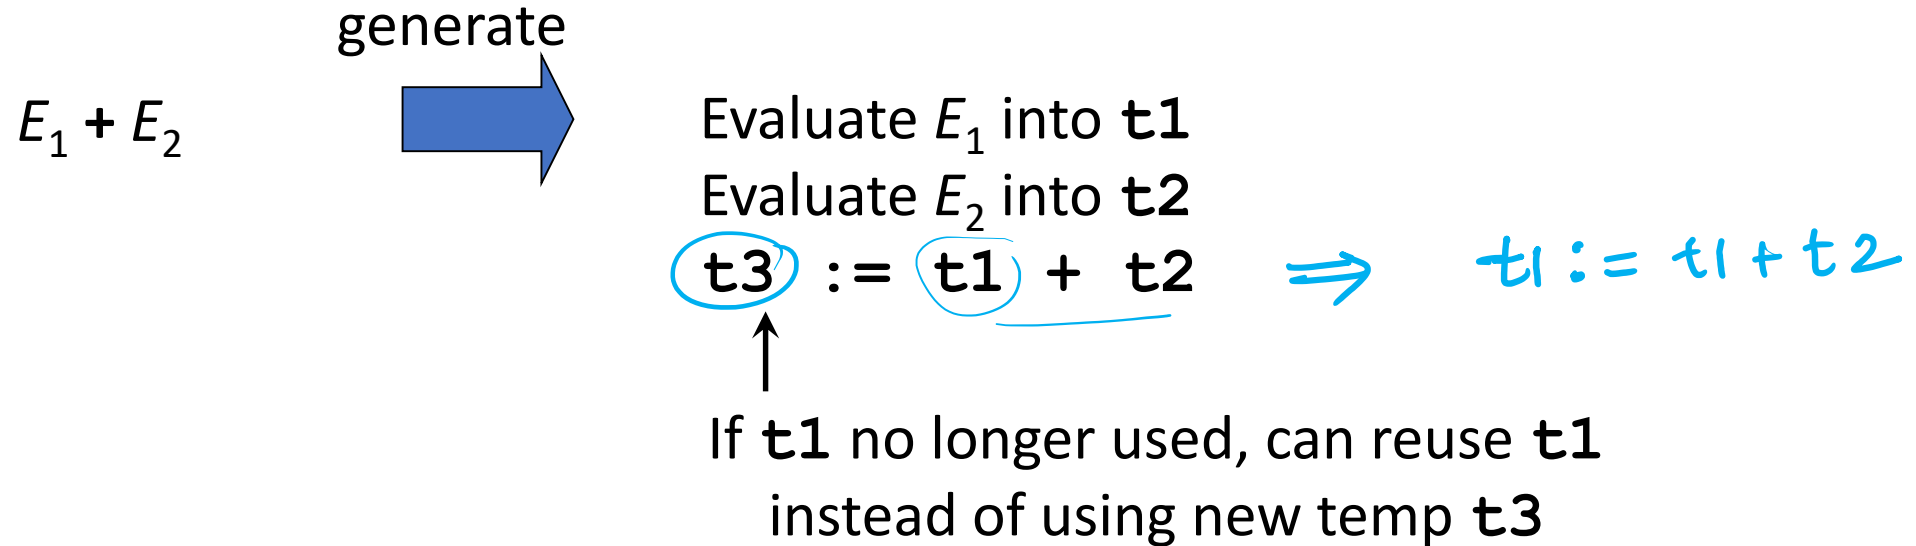 generate
E1 + E2
Evaluate E1 into t1
Evaluate E2 into t2
t3 := t1 + t2 ⇒ t1 := t1 + t2
If t1 no longer used, can reuse t1
instead of using new temp t3